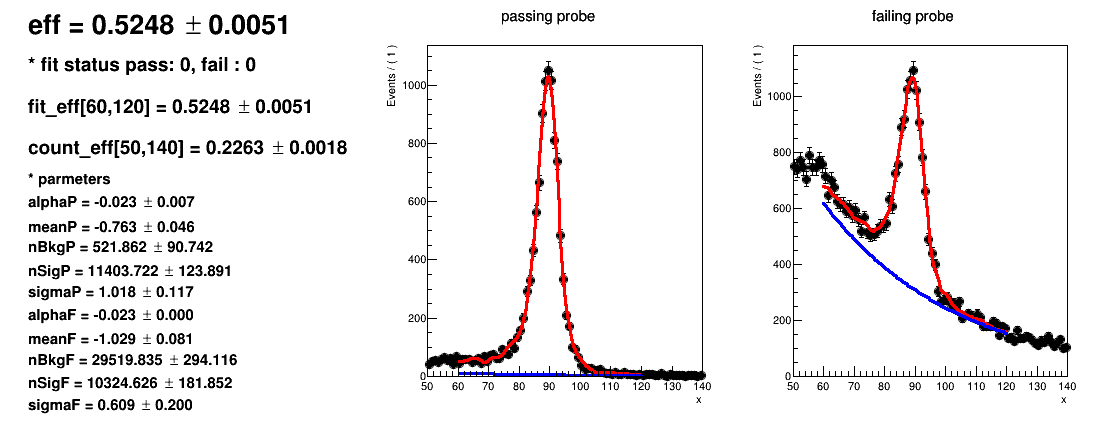 eff = 0.5248 ± 0.0051
* fit status pass: 0, fail : 0
fit_eff[60,120] = 0.5248 ± 0.0051
count_eff[50,140] = 0.2263 ± 0.0018
* parmeters
alphaP = -0.023 ± 0.007
meanP = -0.763 ± 0.046
nBkgP = 521.862 ± 90.742
nSigP = 11403.722 ± 123.891
sigmaP = 1.018 ± 0.117
alphaF = -0.023 ± 0.000
meanF = -1.029 ± 0.081
nBkgF = 29519.835 ± 294.116
nSigF = 10324.626 ± 181.852
sigmaF = 0.609 ± 0.200
passing probe
Events / ( 1 )
1000
800
600
400
200
0
50 60 70 80 90 100 110 120 130 140
x
failing probe
Events / ( 1 )
1000
800
600
400
200
0
50 60 70 80 90 100 110 120 130 140
x